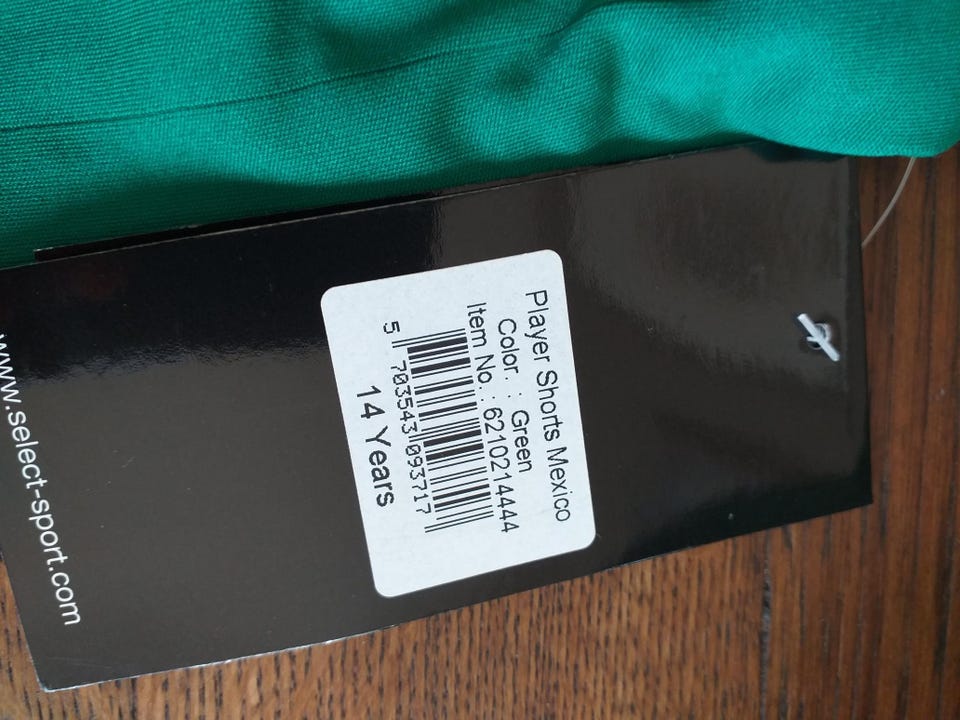 Player Shorts Mexico
Color. : Green
Item No. : 6210214444
5 703543 093717
14 Years
www.select-sport.com